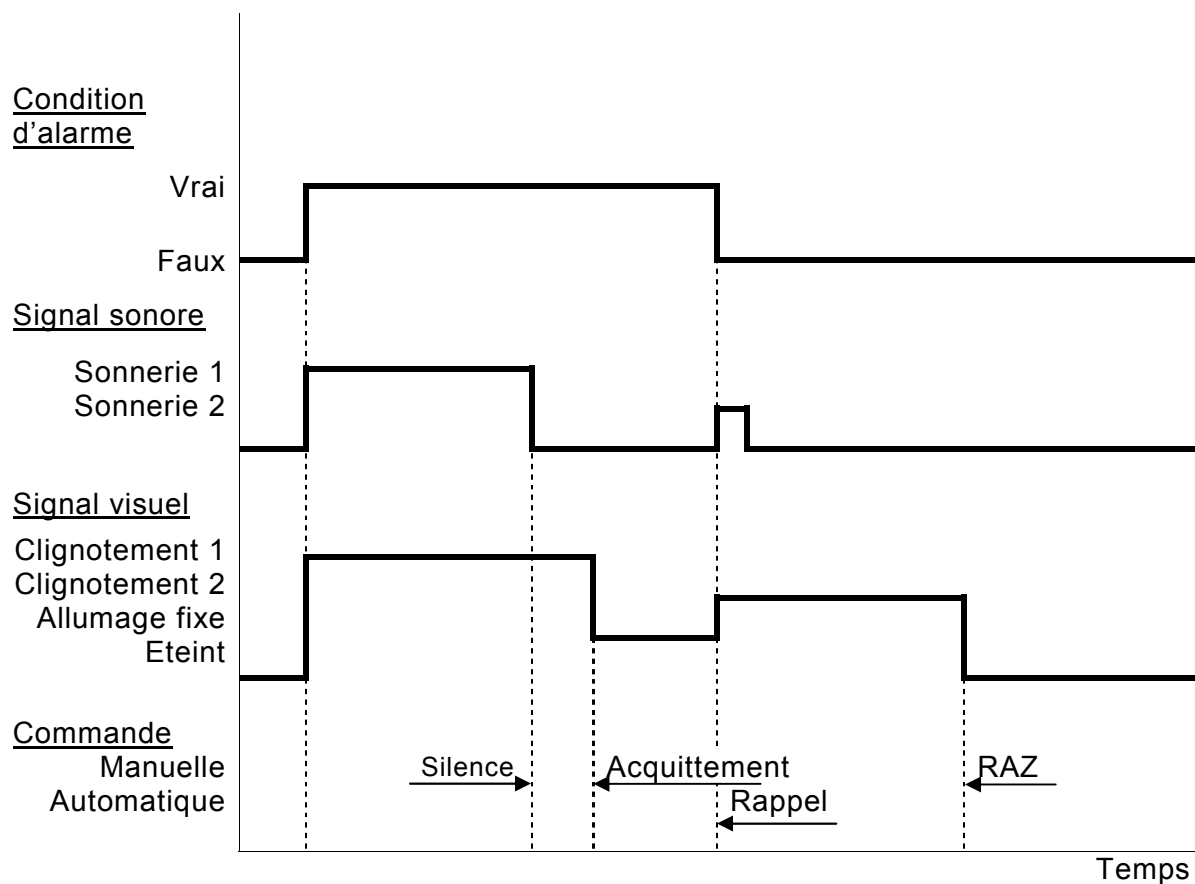 Condition
d'alarme
Vrai
Faux
Signal sonore
Sonnerie 1
Sonnerie 2
Signal visuel
Clignotement 1
Clignotement 2
Allumage fixe
Eteint
Commande
Manuelle
Automatique
Silence
Acquittement
RAZ
Rappel
Temps